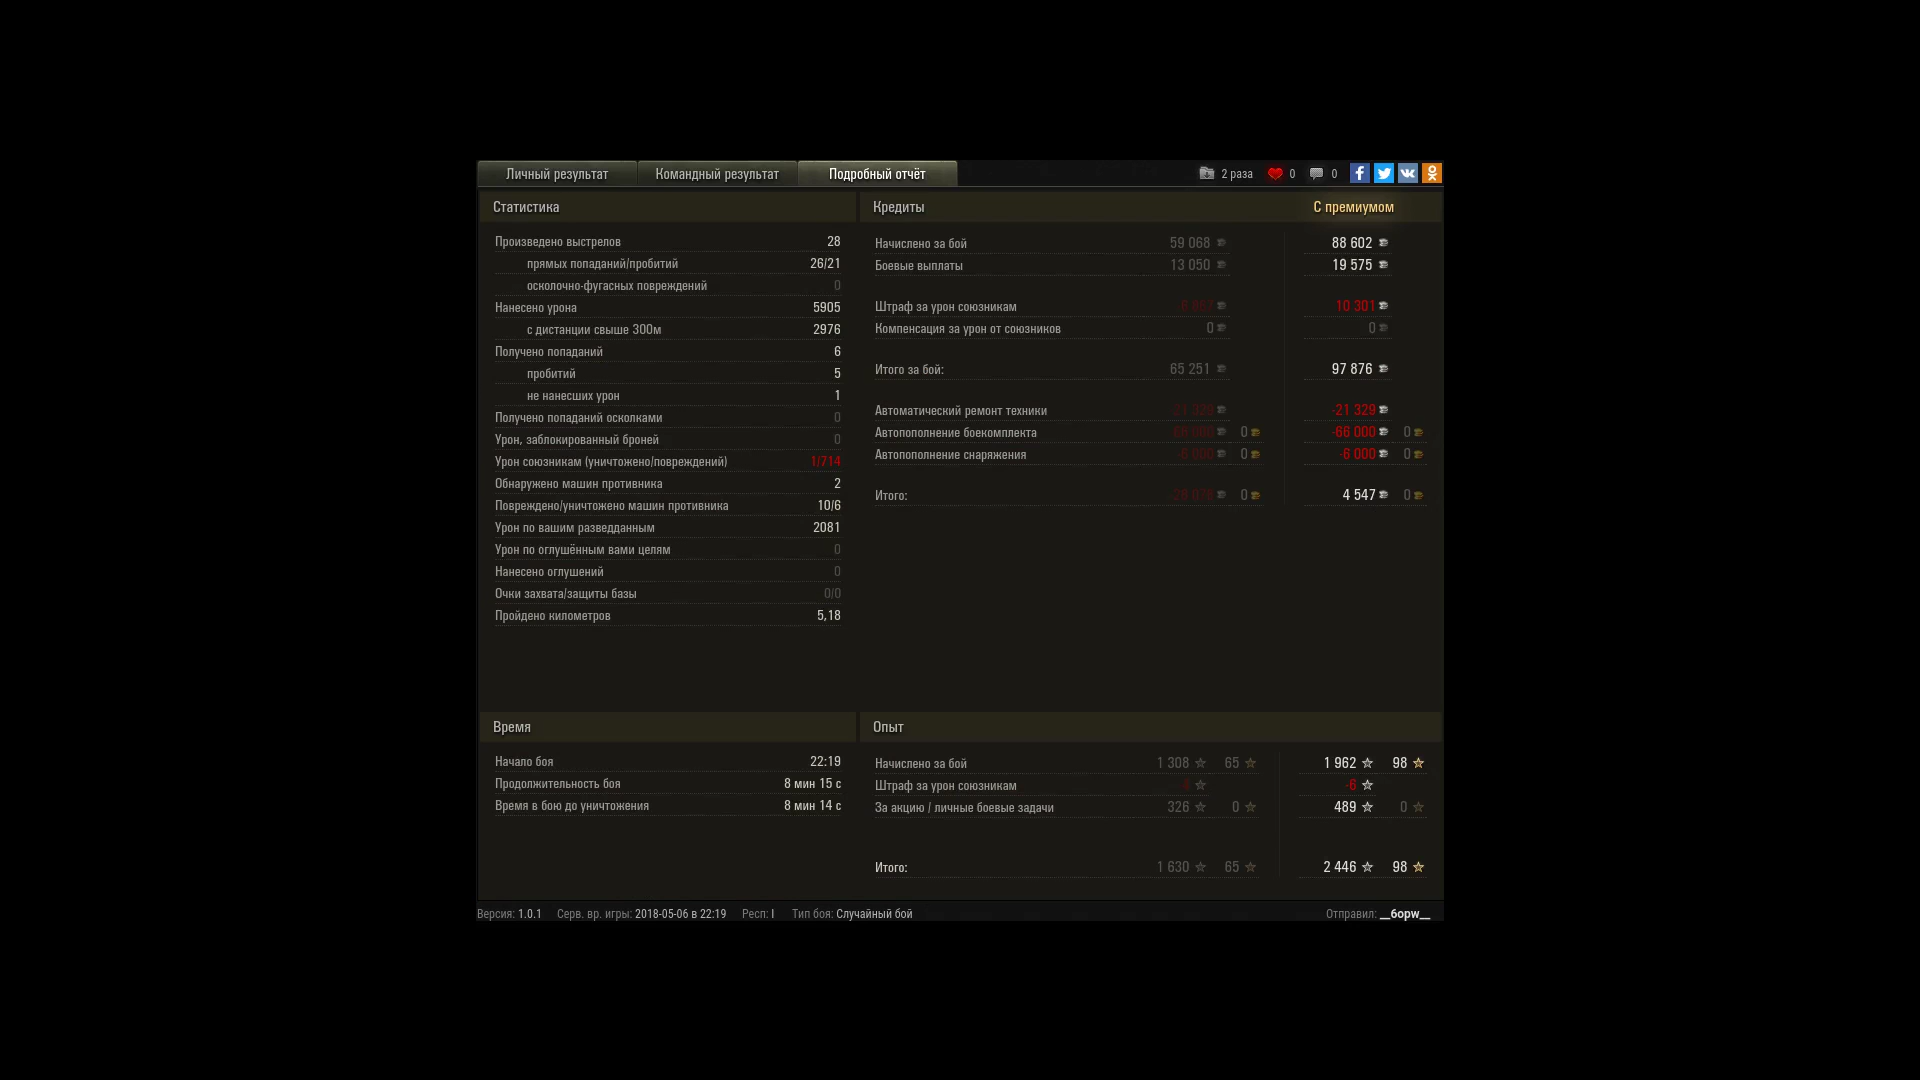 Личный результат Командный результат Подробный отчёт 2 раза 0 0
Статистика
Произведено выстрелов 28
прямых попаданий/пробитий 26/21
осколочно-фугасных повреждений 0
Нанесено урона 5905
с дистанции свыше 300м 2976
Получено попаданий 6
пробитий 5
не нанесших урон 1
Получено попаданий осколками 0
Урон, заблокированный броней 0
Урон союзникам (уничтожено/повреждений) 1/714
Обнаружено машин противника 2
Повреждено/уничтожено машин противника 10/6
Урон по вашим разведданным 2081
Урон по оглушённым вами целям 0
Нанесено оглушений 0
Очки захвата/защиты базы 0/0
Пройдено километров 5,18
Кредиты С премиумом
Начислено за бой 59 068 88 602
Боевые выплаты 13 050 19 575
Штраф за урон союзникам 10 301
Компенсация за урон от союзников 0 0
Итого за бой: 65 251 97 876
Автоматический ремонт техники -21 329 -21 329
Автопополнение боекомплекта -66 000 0 -66 000 0
Автопополнение снаряжения -6 000 0 -6 000 0
Итого: -28 078 0 4 547 0
Время
Начало боя 22:19
Продолжительность боя 8 мин 15 с
Время в бою до уничтожения 8 мин 14 с
Опыт
Начислено за бой 1 308 65 1 962 98
Штраф за урон союзникам -6
За акцию / личные боевые задачи 326 0 489 0
Итого: 1 630 65 2 446 98
Версия: 1.0.1 Серв. вр. игры: 2018-05-06 в 22:19 Респ: I Тип боя: Случайный бой Отправил: __6opw__